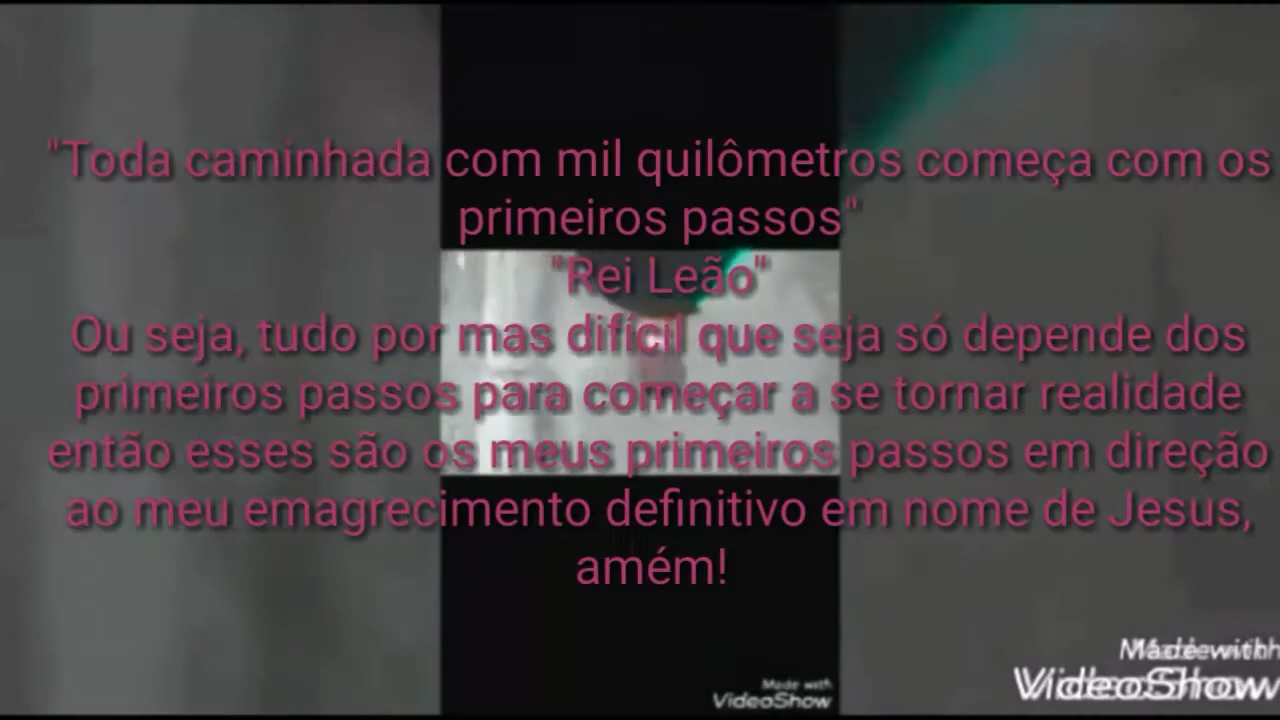 "Toda caminhada com mil quilômetros começa com os
primeiros passos"
"Rei Leão"
Ou seja, tudo por mas difícil que seja só depende dos
primeiros passos para começar a se tornar realidade
então esses são os meus primeiros passos em direção
ao meu emagrecimento definitivo em nome de Jesus,
amém!
Made with
VideoShow
Made with
VideoShow